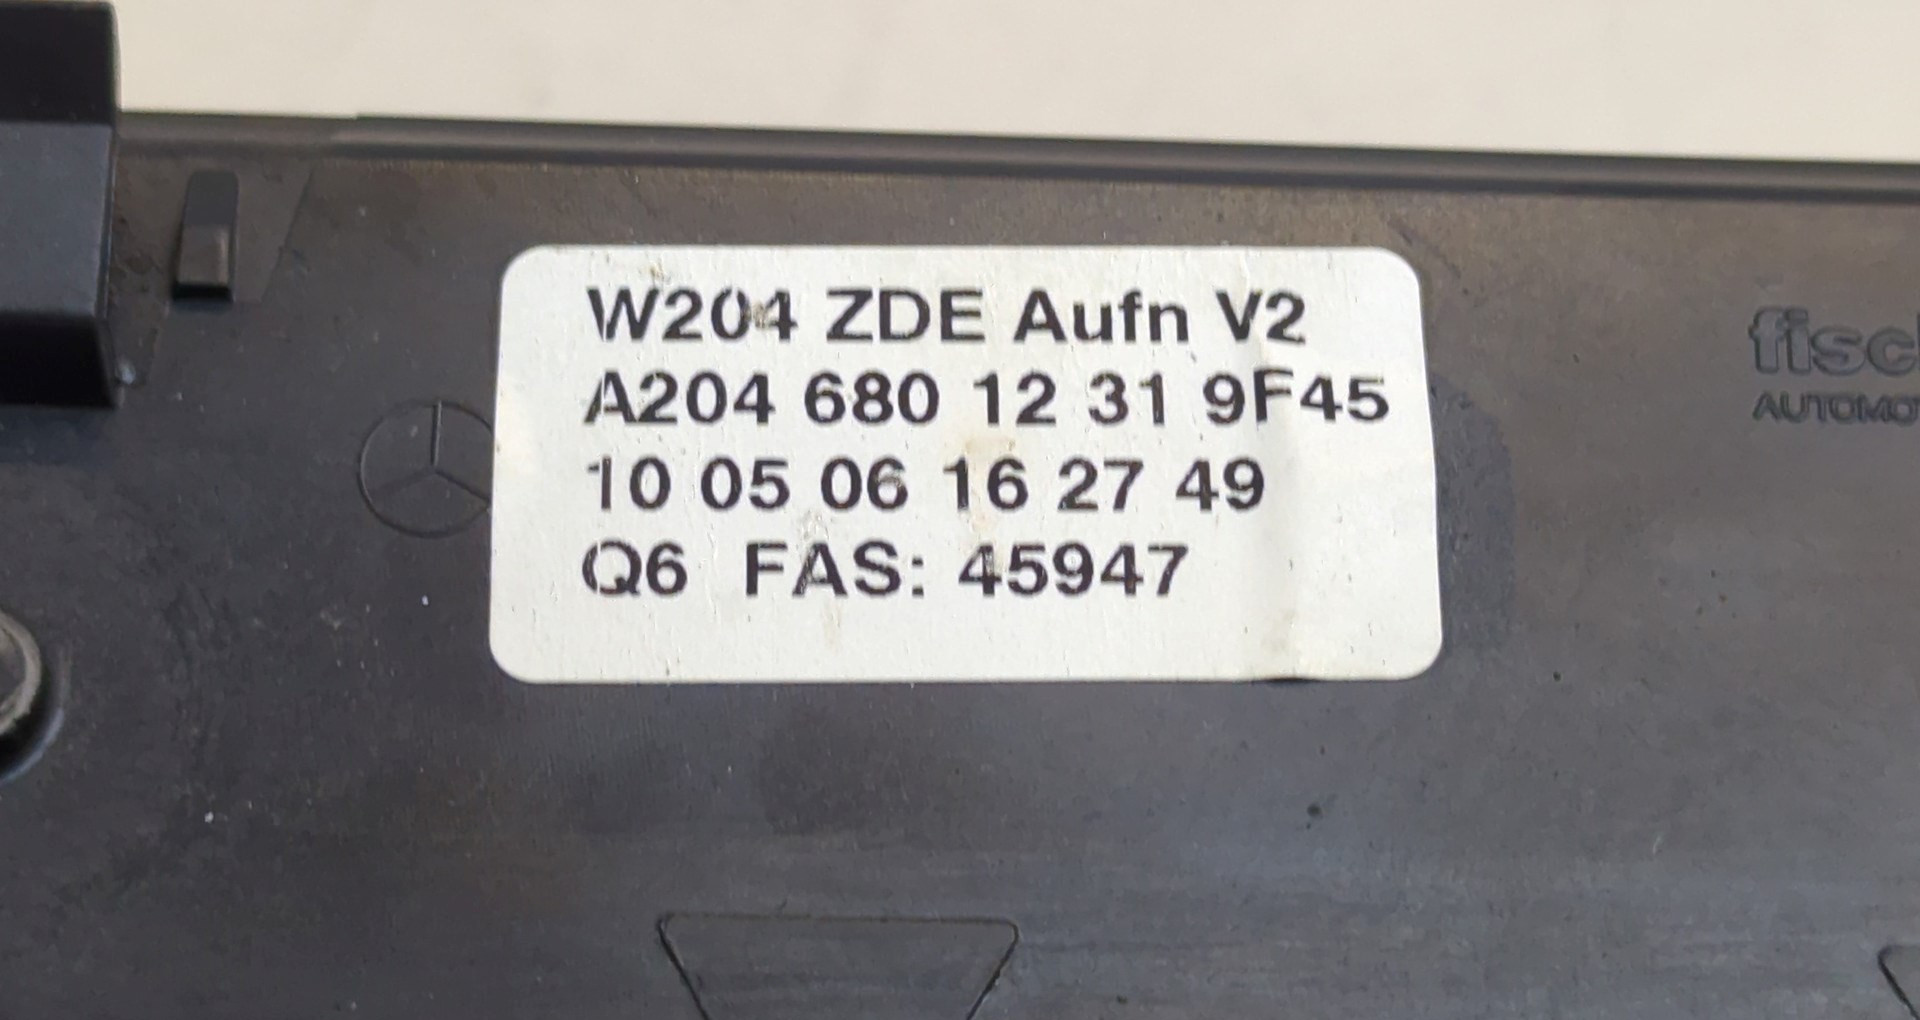 W204 ZDE Aufn V2
A204 680 12 31 9F45
10 05 06 16 27 49
Q6 FAS: 45947